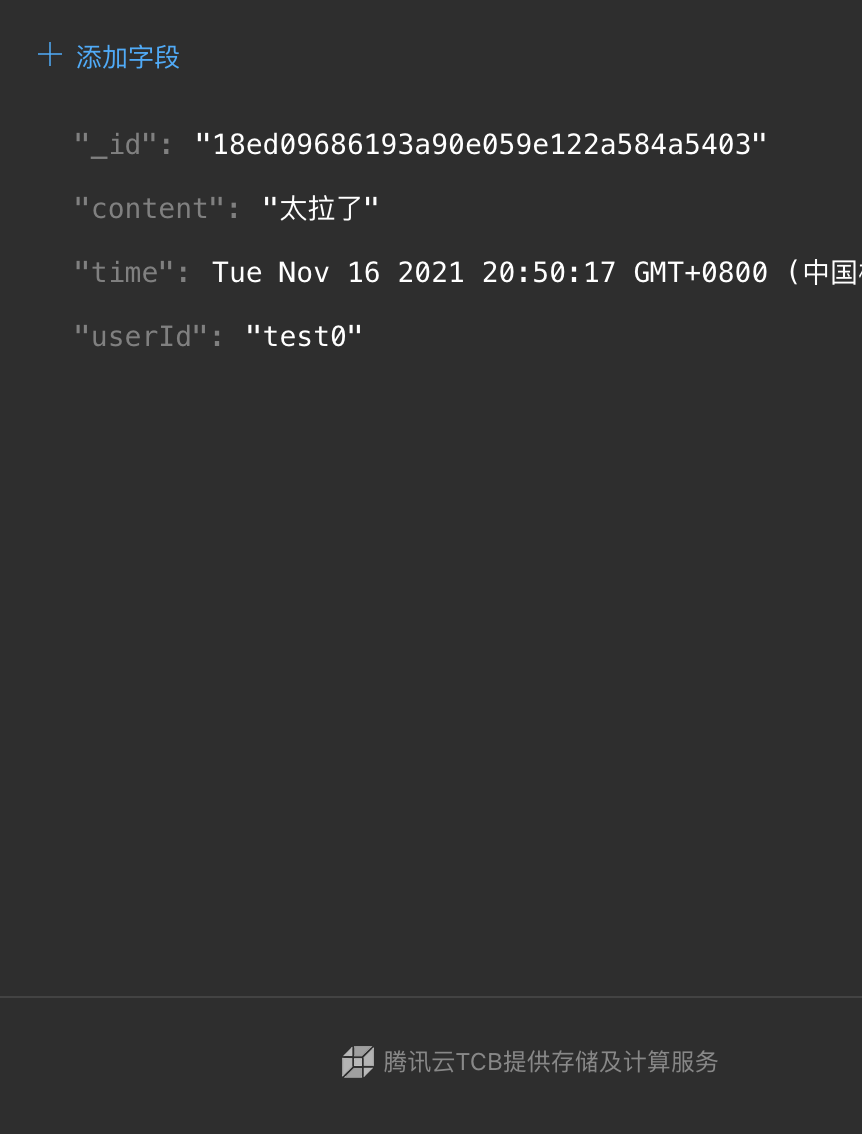 添加字段
"_id": "18ed09686193a90e059e122a584a5403"
"content": "太拉了"
"time": Tue Nov 16 2021 20:50:17 GMT+0800 (中国
"userId": "test0"
腾讯云TCB提供存储及计算服务